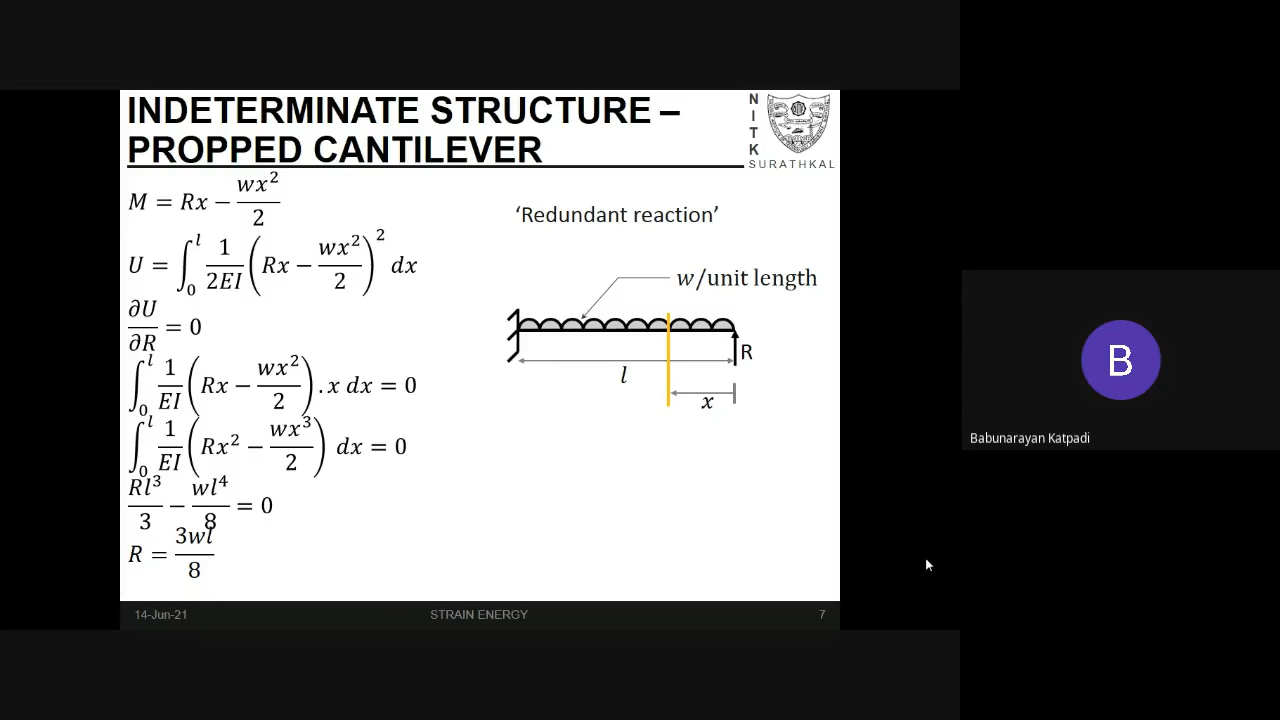 INDETERMINATE STRUCTURE –
PROPPED CANTILEVER
N
I
T
K
SURATHKAL
M = Rx − wx²/2
U = ∫₀ˡ 1/2EI (Rx − wx²/2)² dx
∂U/∂R = 0
∫₀ˡ 1/EI (Rx − wx²/2) . x dx = 0
∫₀ˡ 1/EI (Rx² − wx³/2) dx = 0
Rl³/3 − wl⁴/8 = 0
R = 3wl/8
‘Redundant reaction’
w/unit length
R
l
x
14-Jun-21
STRAIN ENERGY
7
B
Babunarayan Katpadi